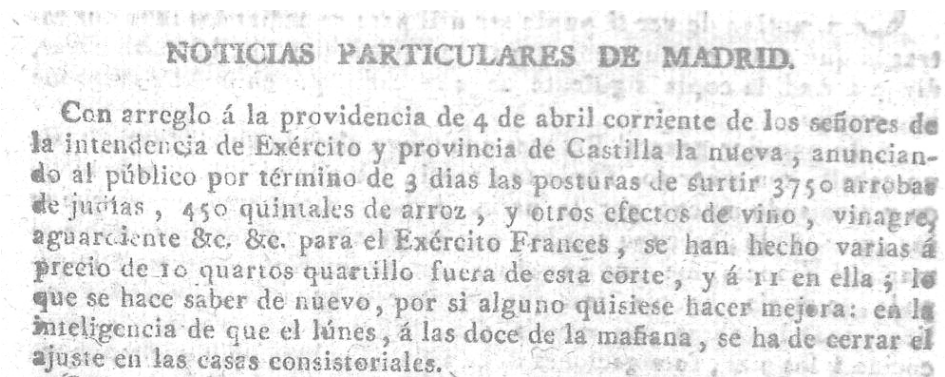 NOTICIAS PARTICULARES DE MADRID.
Con arreglo á la providencia de 4 de abril corriente de los señores de
la intendencia de Exército y provincia de Castilla la nueva, anuncian-
do al público por término de 3 dias las posturas de surtir 3750 arrobas
de judías, 450 quintales de arroz, y otros efectos de vino, vinagre,
aguardiente &c. &c. para el Exército Frances, se han hecho varias á
precio de 10 quartos quartillo fuera de esta corte, y á 11 en ella; lo
que se hace saber de nuevo, por si alguno quisiese hacer mejora: en la
inteligencia de que el lúnes, á las doce de la mañana, se ha de cerrar el
ajuste en las casas consistoriales.